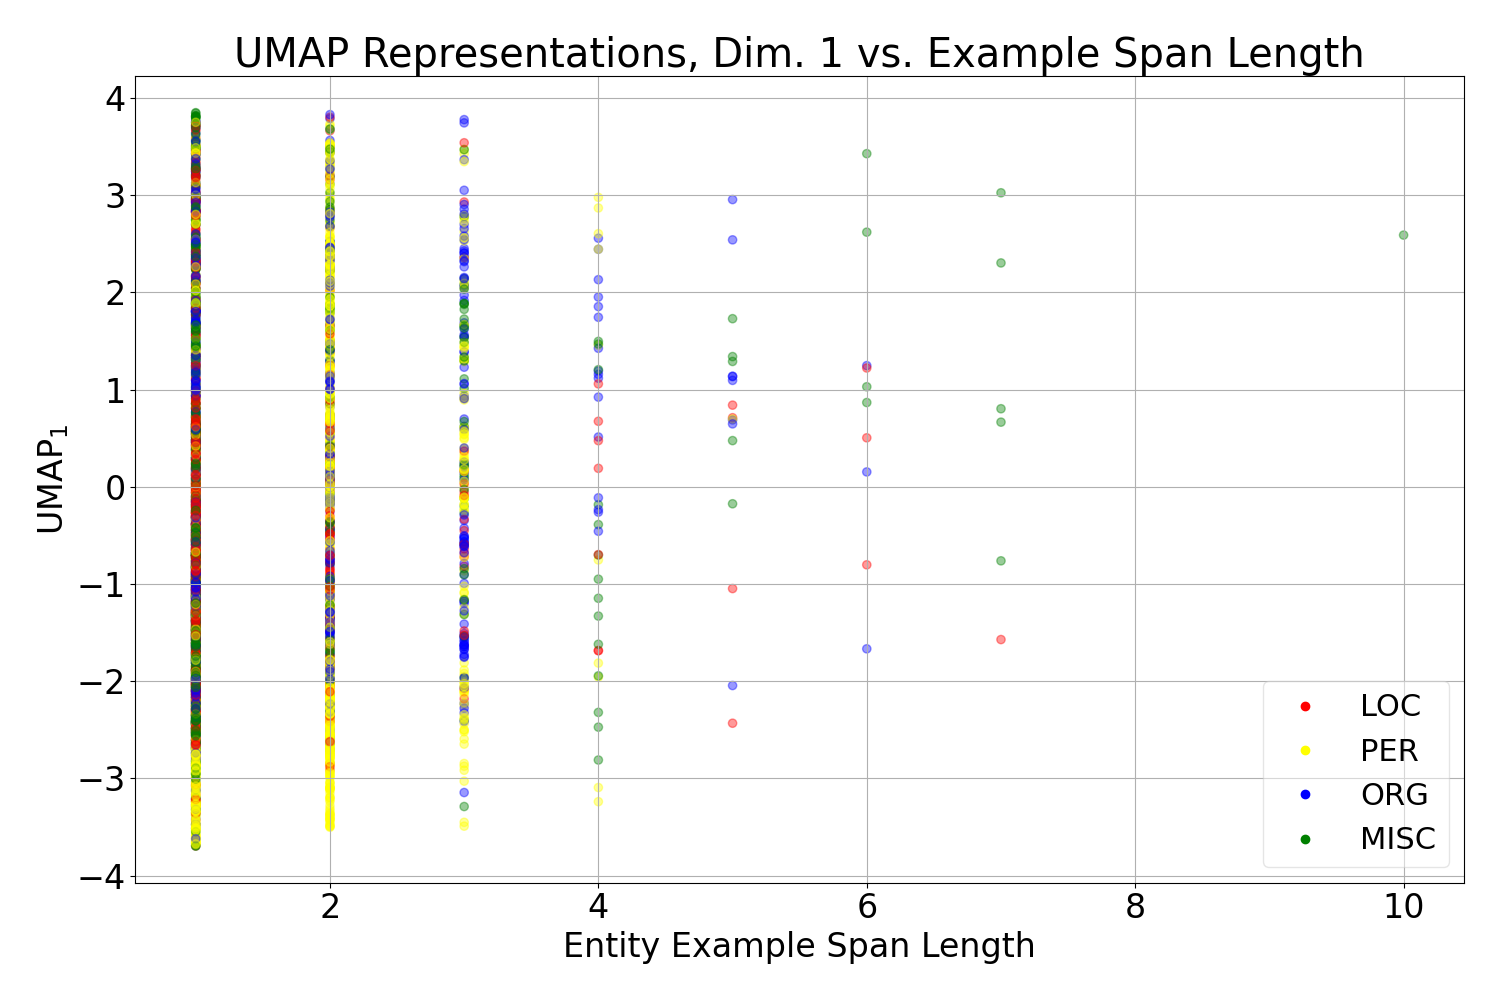 UMAP Representations, Dim. 1 vs. Example Span Length
4
3
2
1
0
−1
−2
−3
−4
UMAP₁
2
4
6
8
10
Entity Example Span Length
LOC
PER
ORG
MISC